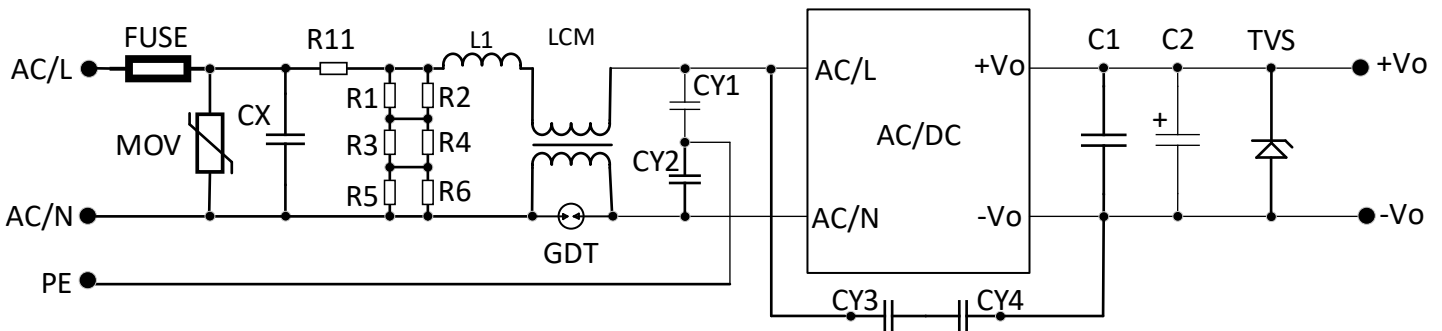 FUSE
R11
L1
LCM
C1
C2
TVS
AC/L
AC/L
+Vo
+Vo
CY1
R1
R2
CX
+
MOV
R3
R4
AC/DC
CY2
R5
R6
AC/N
AC/N
-Vo
-Vo
GDT
PE
CY3
CY4